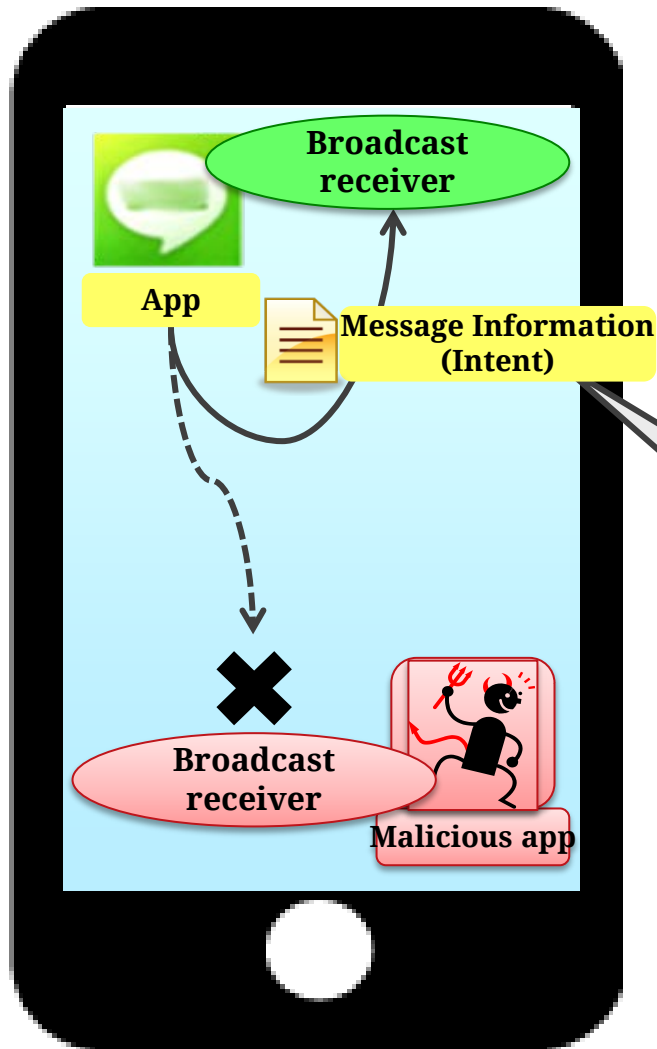 Broadcast
receiver
App
Message Information
(Intent)
Broadcast
receiver
Malicious app